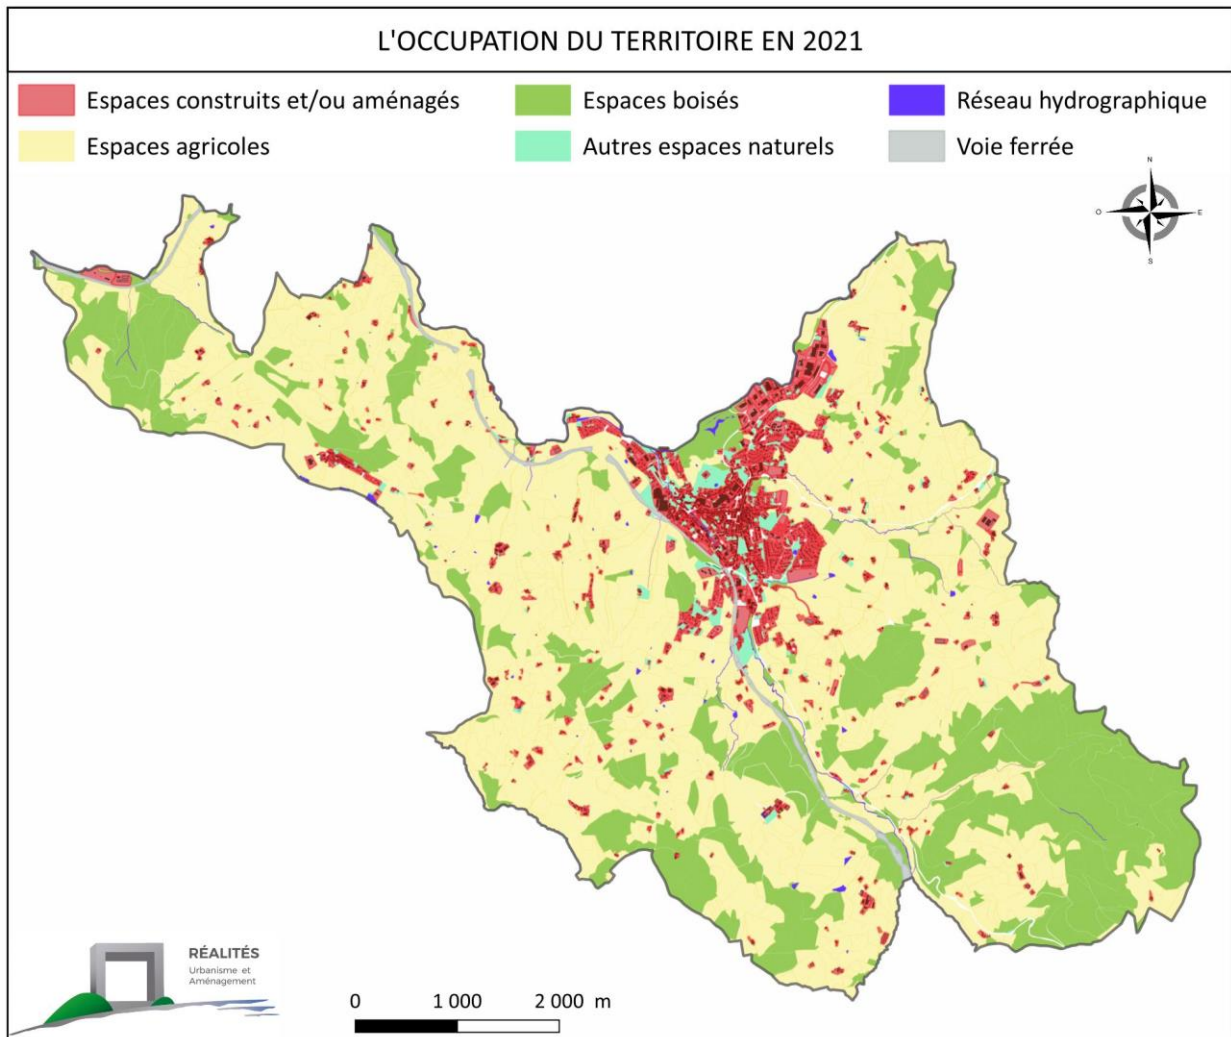 L'OCCUPATION DU TERRITOIRE EN 2021
Espaces construits et/ou aménagés
Espaces boisés
Réseau hydrographique
Espaces agricoles
Autres espaces naturels
Voie ferrée
N
O
E
S
RÉALITÉS
Urbanisme et
Aménagement
0 1 000 2 000 m